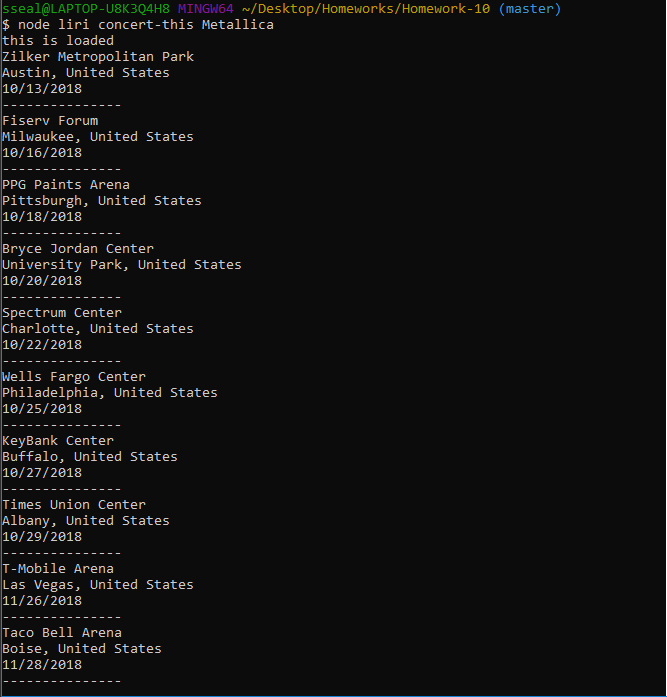 sseal@LAPTOP-U8K3Q4H8 MINGW64 ~/Desktop/Homeworks/Homework-10 (master)
$ node liri concert-this Metallica
this is loaded
Zilker Metropolitan Park
Austin, United States
10/13/2018
---------------
Fiserv Forum
Milwaukee, United States
10/16/2018
---------------
PPG Paints Arena
Pittsburgh, United States
10/18/2018
---------------
Bryce Jordan Center
University Park, United States
10/20/2018
---------------
Spectrum Center
Charlotte, United States
10/22/2018
---------------
Wells Fargo Center
Philadelphia, United States
10/25/2018
---------------
KeyBank Center
Buffalo, United States
10/27/2018
---------------
Times Union Center
Albany, United States
10/29/2018
---------------
T-Mobile Arena
Las Vegas, United States
11/26/2018
---------------
Taco Bell Arena
Boise, United States
11/28/2018
---------------